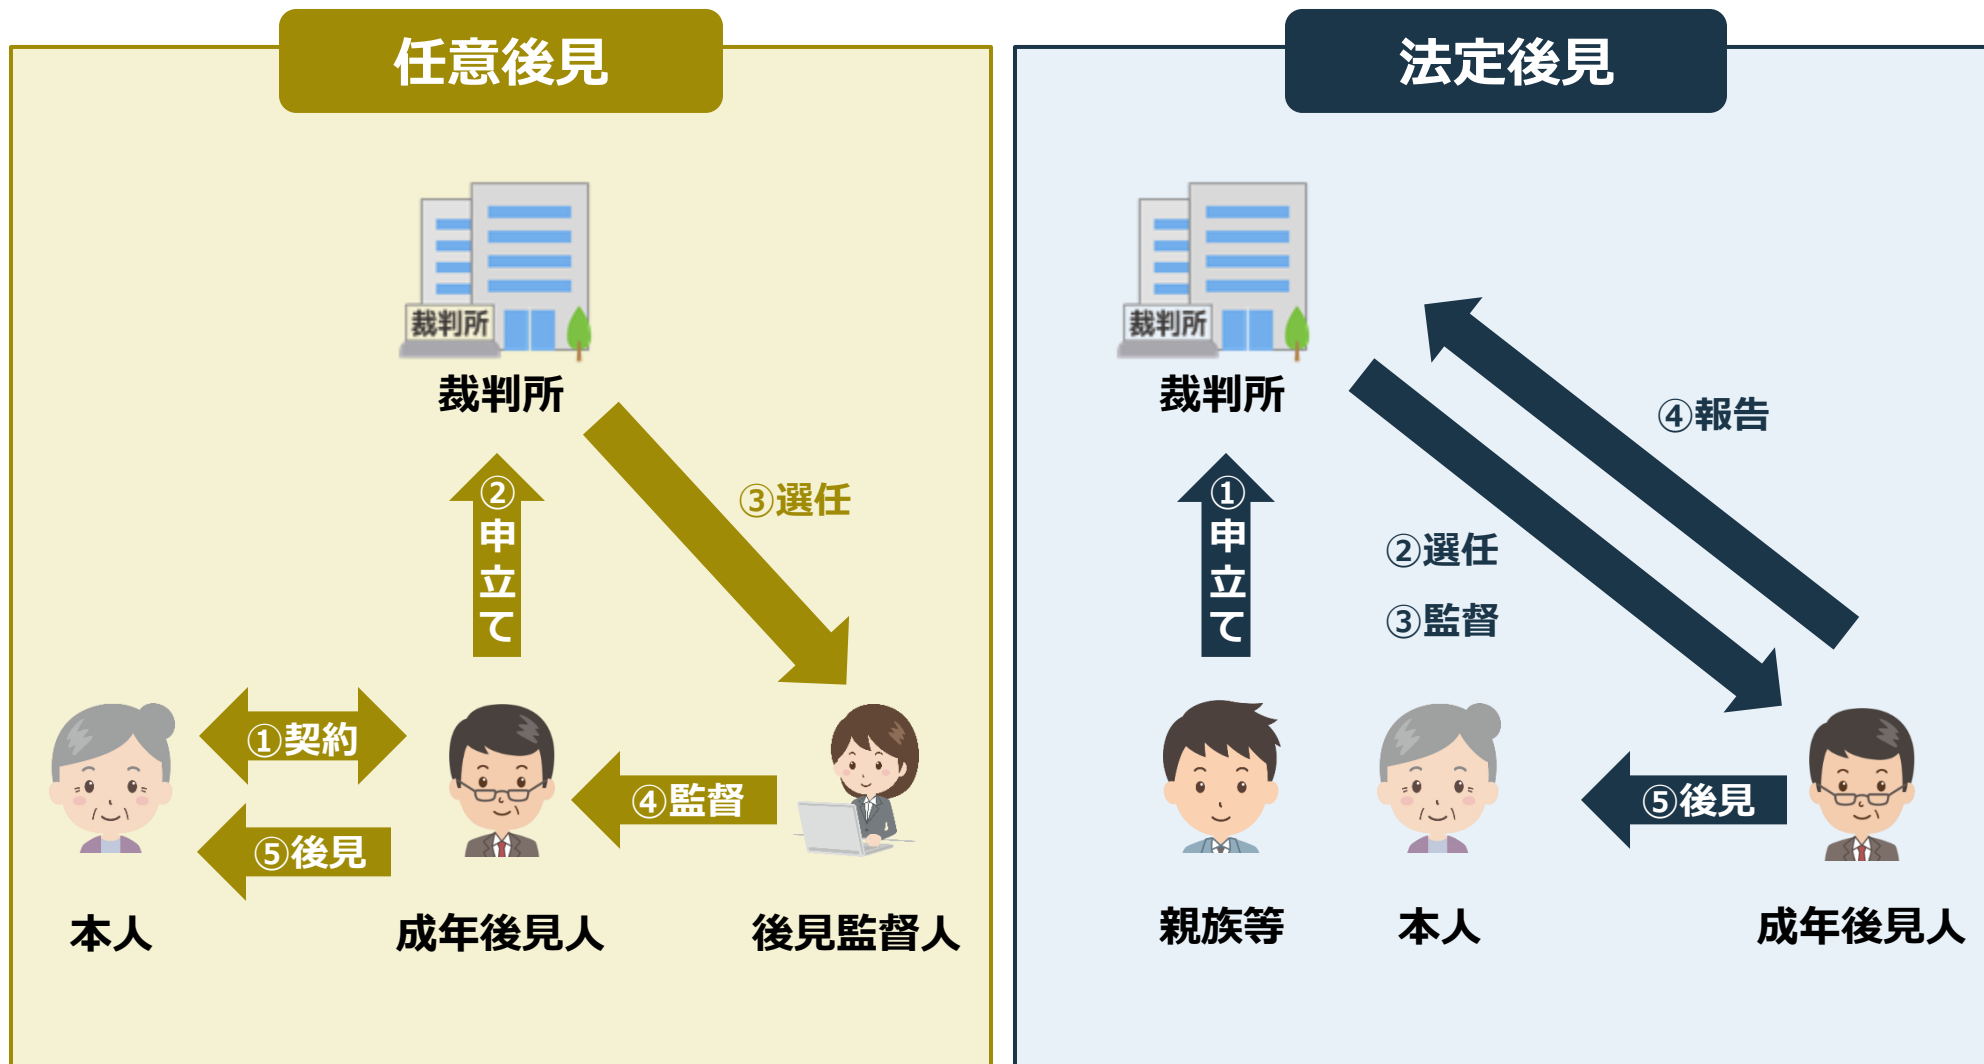 任意後見
裁判所
裁判所
②申立て
③選任
①契約
④監督
⑤後見
本人
成年後見人
後見監督人
法定後見
裁判所
裁判所
④報告
①申立て
②選任
③監督
⑤後見
親族等
本人
成年後見人